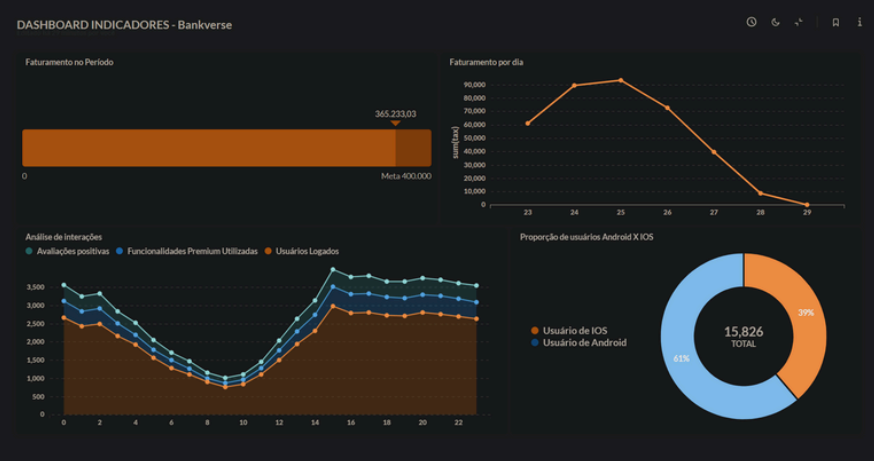 DASHBOARD INDICADORES - Bankverse
Faturamento no Período
365.233,03
0
Meta 400.000
Faturamento por dia
sum(tax)
90,000
80,000
70,000
60,000
50,000
40,000
30,000
20,000
10,000
0
23 24 25 26 27 28 29
Análise de interações
Avaliações positivas Funcionalidades Premium Utilizadas Usuários Logados
3,500
3,000
2,500
2,000
1,500
1,000
500
0
0 2 4 6 8 9 10 12 14 16 18 20 22
Proporção de usuários Android X IOS
Usuário de IOS
Usuário de Android
39%
61%
15,826
TOTAL